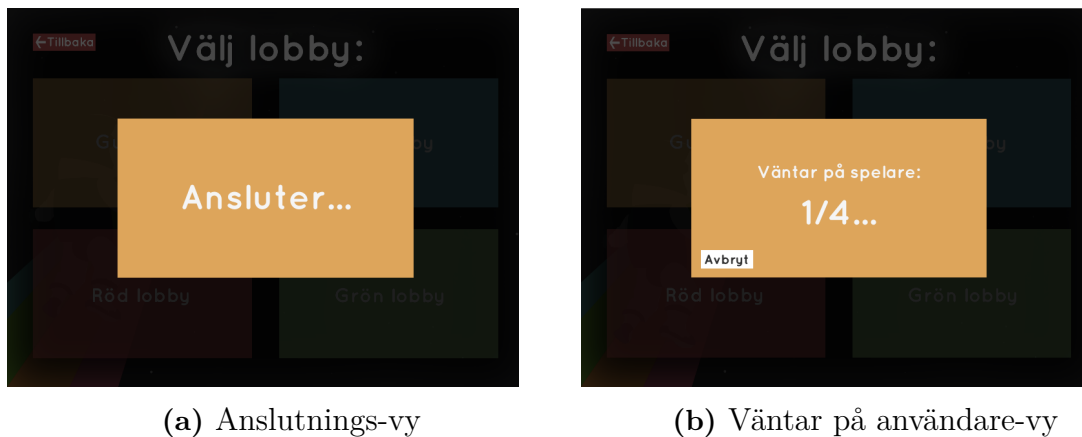 ←Tillbaka
Välj lobby:
Ansluter...
Röd lobby
Grön lobby
←Tillbaka
Välj lobby:
Väntar på spelare:
1/4...
Avbryt
Röd lobby
Grön lobby
(a) Anslutnings-vy
(b) Väntar på användare-vy